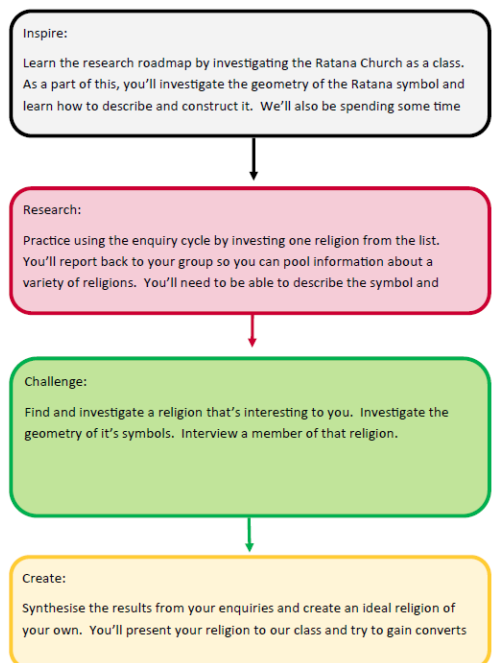 Inspire:
Learn the research roadmap by investigating the Ratana Church as a class.
As a part of this, you'll investigate the geometry of the Ratana symbol and
learn how to describe and construct it.  We'll also be spending some time
Research:
Practice using the enquiry cycle by investing one religion from the list.
You'll report back to your group so you can pool information about a
variety of religions.  You'll need to be able to describe the symbol and
Challenge:
Find and investigate a religion that's interesting to you.  Investigate the
geometry of it's symbols.  Interview a member of that religion.
Create:
Synthesise the results from your enquiries and create an ideal religion of
your own.  You'll present your religion to our class and try to gain converts